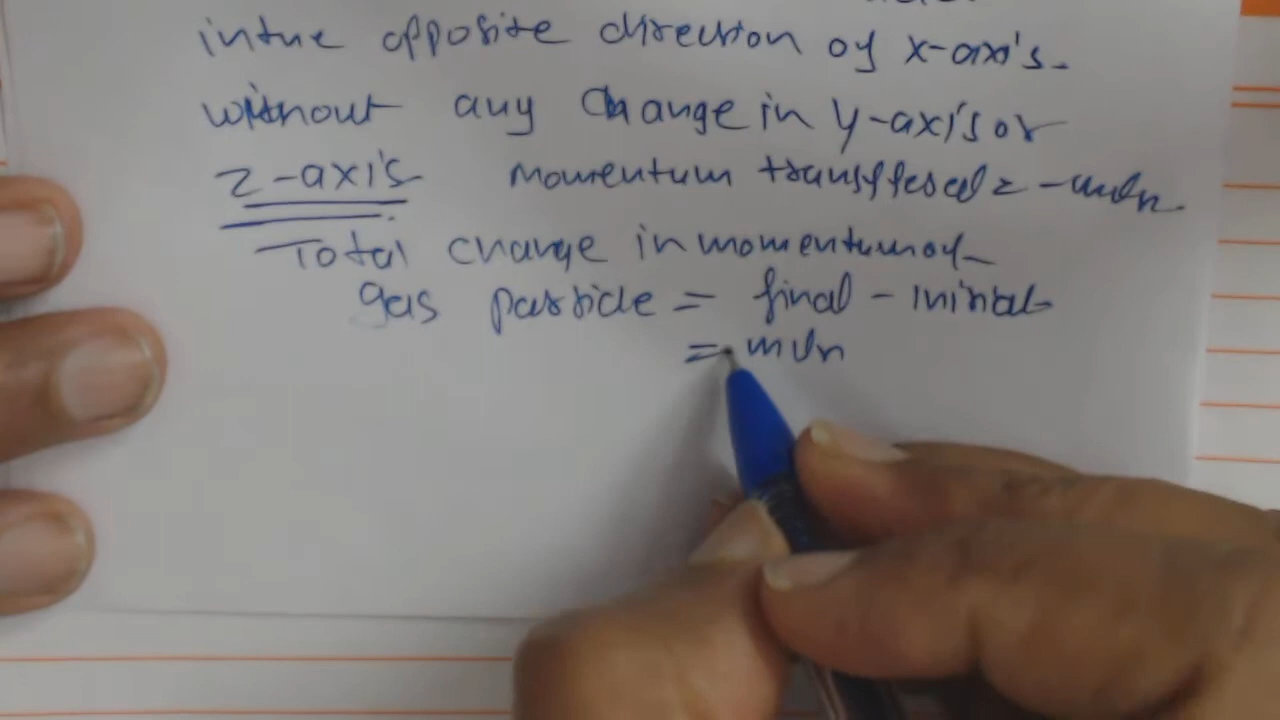 in the opposite direction of x-axis.
without any change in y-axis or
z-axis momentum transffered = -mvn
Total change in momentum of
gas particle = final - initial
= mvn